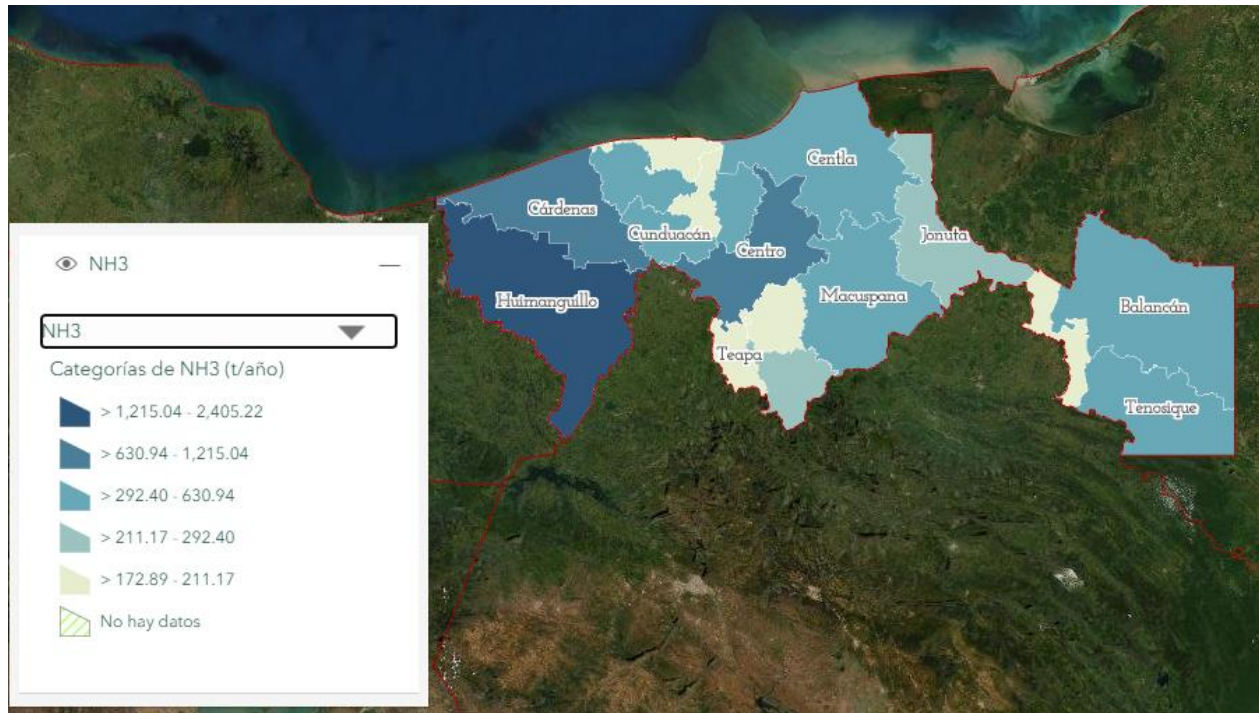 Centla
Cárdenas
Cunduacán
Jonuta
Centro
NH3
Huimanguillo
Macuspana
Balancán
NH3
Teapa
Categorías de NH3 (t/año)
Tenosique
> 1,215.04 - 2,405.22
> 630.94 - 1,215.04
> 292.40 - 630.94
> 211.17 - 292.40
> 172.89 - 211.17
No hay datos